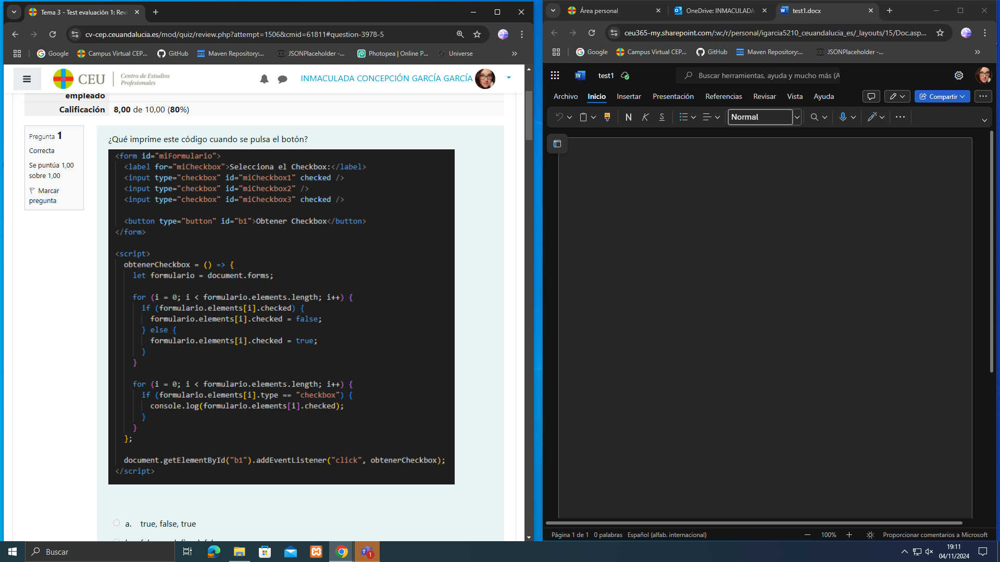 Tema 3 - Test evaluación 1: Revi
cv-cep.ceuandalucia.es/mod/quiz/review.php?attempt=1506&cmid=61811#question-3978-5
Google
Campus Virtual CEP...
GitHub
Maven Repository:...
JSONPlaceholder -...
Photopea | Online P...
Universe
CEU
Centro de Estudios
Profesionales
INMACULADA CONCEPCIÓN GARCÍA GARCÍA
empleado
Calificación 8,00 de 10,00 (80%)
Pregunta 1
Correcta
Se puntúa 1,00
sobre 1,00
Marcar
pregunta
¿Qué imprime este código cuando se pulsa el botón?
<form id="miFormulario">
<label for="miCheckbox">Selecciona el Checkbox:</label>
<input type="checkbox" id="miCheckbox1" checked />
<input type="checkbox" id="miCheckbox2" />
<input type="checkbox" id="miCheckbox3" checked />
<button type="button" id="b1">Obtener Checkbox</button>
</form>
<script>
obtenerCheckbox = () => {
let formulario = document.forms;
for (i = 0; i < formulario.elements.length; i++) {
if (formulario.elements[i].checked) {
formulario.elements[i].checked = false;
} else {
formulario.elements[i].checked = true;
}
}
for (i = 0; i < formulario.elements.length; i++) {
if (formulario.elements[i].type == "checkbox") {
console.log(formulario.elements[i].checked);
}
}
};
document.getElementById("b1").addEventListener("click", obtenerCheckbox);
</script>
a. true, false, true
Área personal
OneDrive: INMACULADA
test1.docx
ceu365-my.sharepoint.com/:w:/r/personal/igarcia5210_ceuandalucia_es/_layouts/15/Doc.asp...
Google
Campus Virtual CEP...
GitHub
Maven Repository:...
JSONPlaceholder -...
test1
Buscar herramientas, ayuda y mucho más (A
Archivo
Inicio
Insertar
Presentación
Referencias
Revisar
Vista
Ayuda
Compartir
N K S
Normal
Página 1 de 1
0 palabras
Español (alfab. internacional)
100%
Proporcionar comentarios a Microsoft
Buscar
1
19:11
04/11/2024